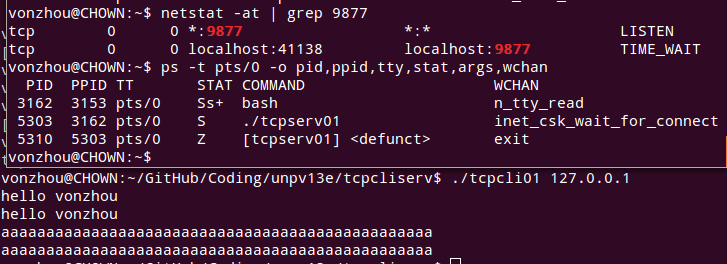 vonzhou@CHOWN:~$ netstat -at | grep 9877
tcp        0      0 *:9877                  *:*                     LISTEN
tcp        0      0 localhost:41138         localhost:9877          TIME_WAIT
vonzhou@CHOWN:~$ ps -t pts/0 -o pid,ppid,tty,stat,args,wchan
  PID  PPID TT       STAT COMMAND                     WCHAN
 3162  3153 pts/0    Ss+  bash                        n_tty_read
 5303  3162 pts/0    S    ./tcpserv01                 inet_csk_wait_for_connect
 5310  5303 pts/0    Z    [tcpserv01] <defunct>       exit
vonzhou@CHOWN:~$
vonzhou@CHOWN:~/GitHub/Coding/unpv13e/tcpcliserv$ ./tcpcli01 127.0.0.1
hello vonzhou
hello vonzhou
aaaaaaaaaaaaaaaaaaaaaaaaaaaaaaaaaaaaaaaaaaaaaaaa
aaaaaaaaaaaaaaaaaaaaaaaaaaaaaaaaaaaaaaaaaaaaaaaa